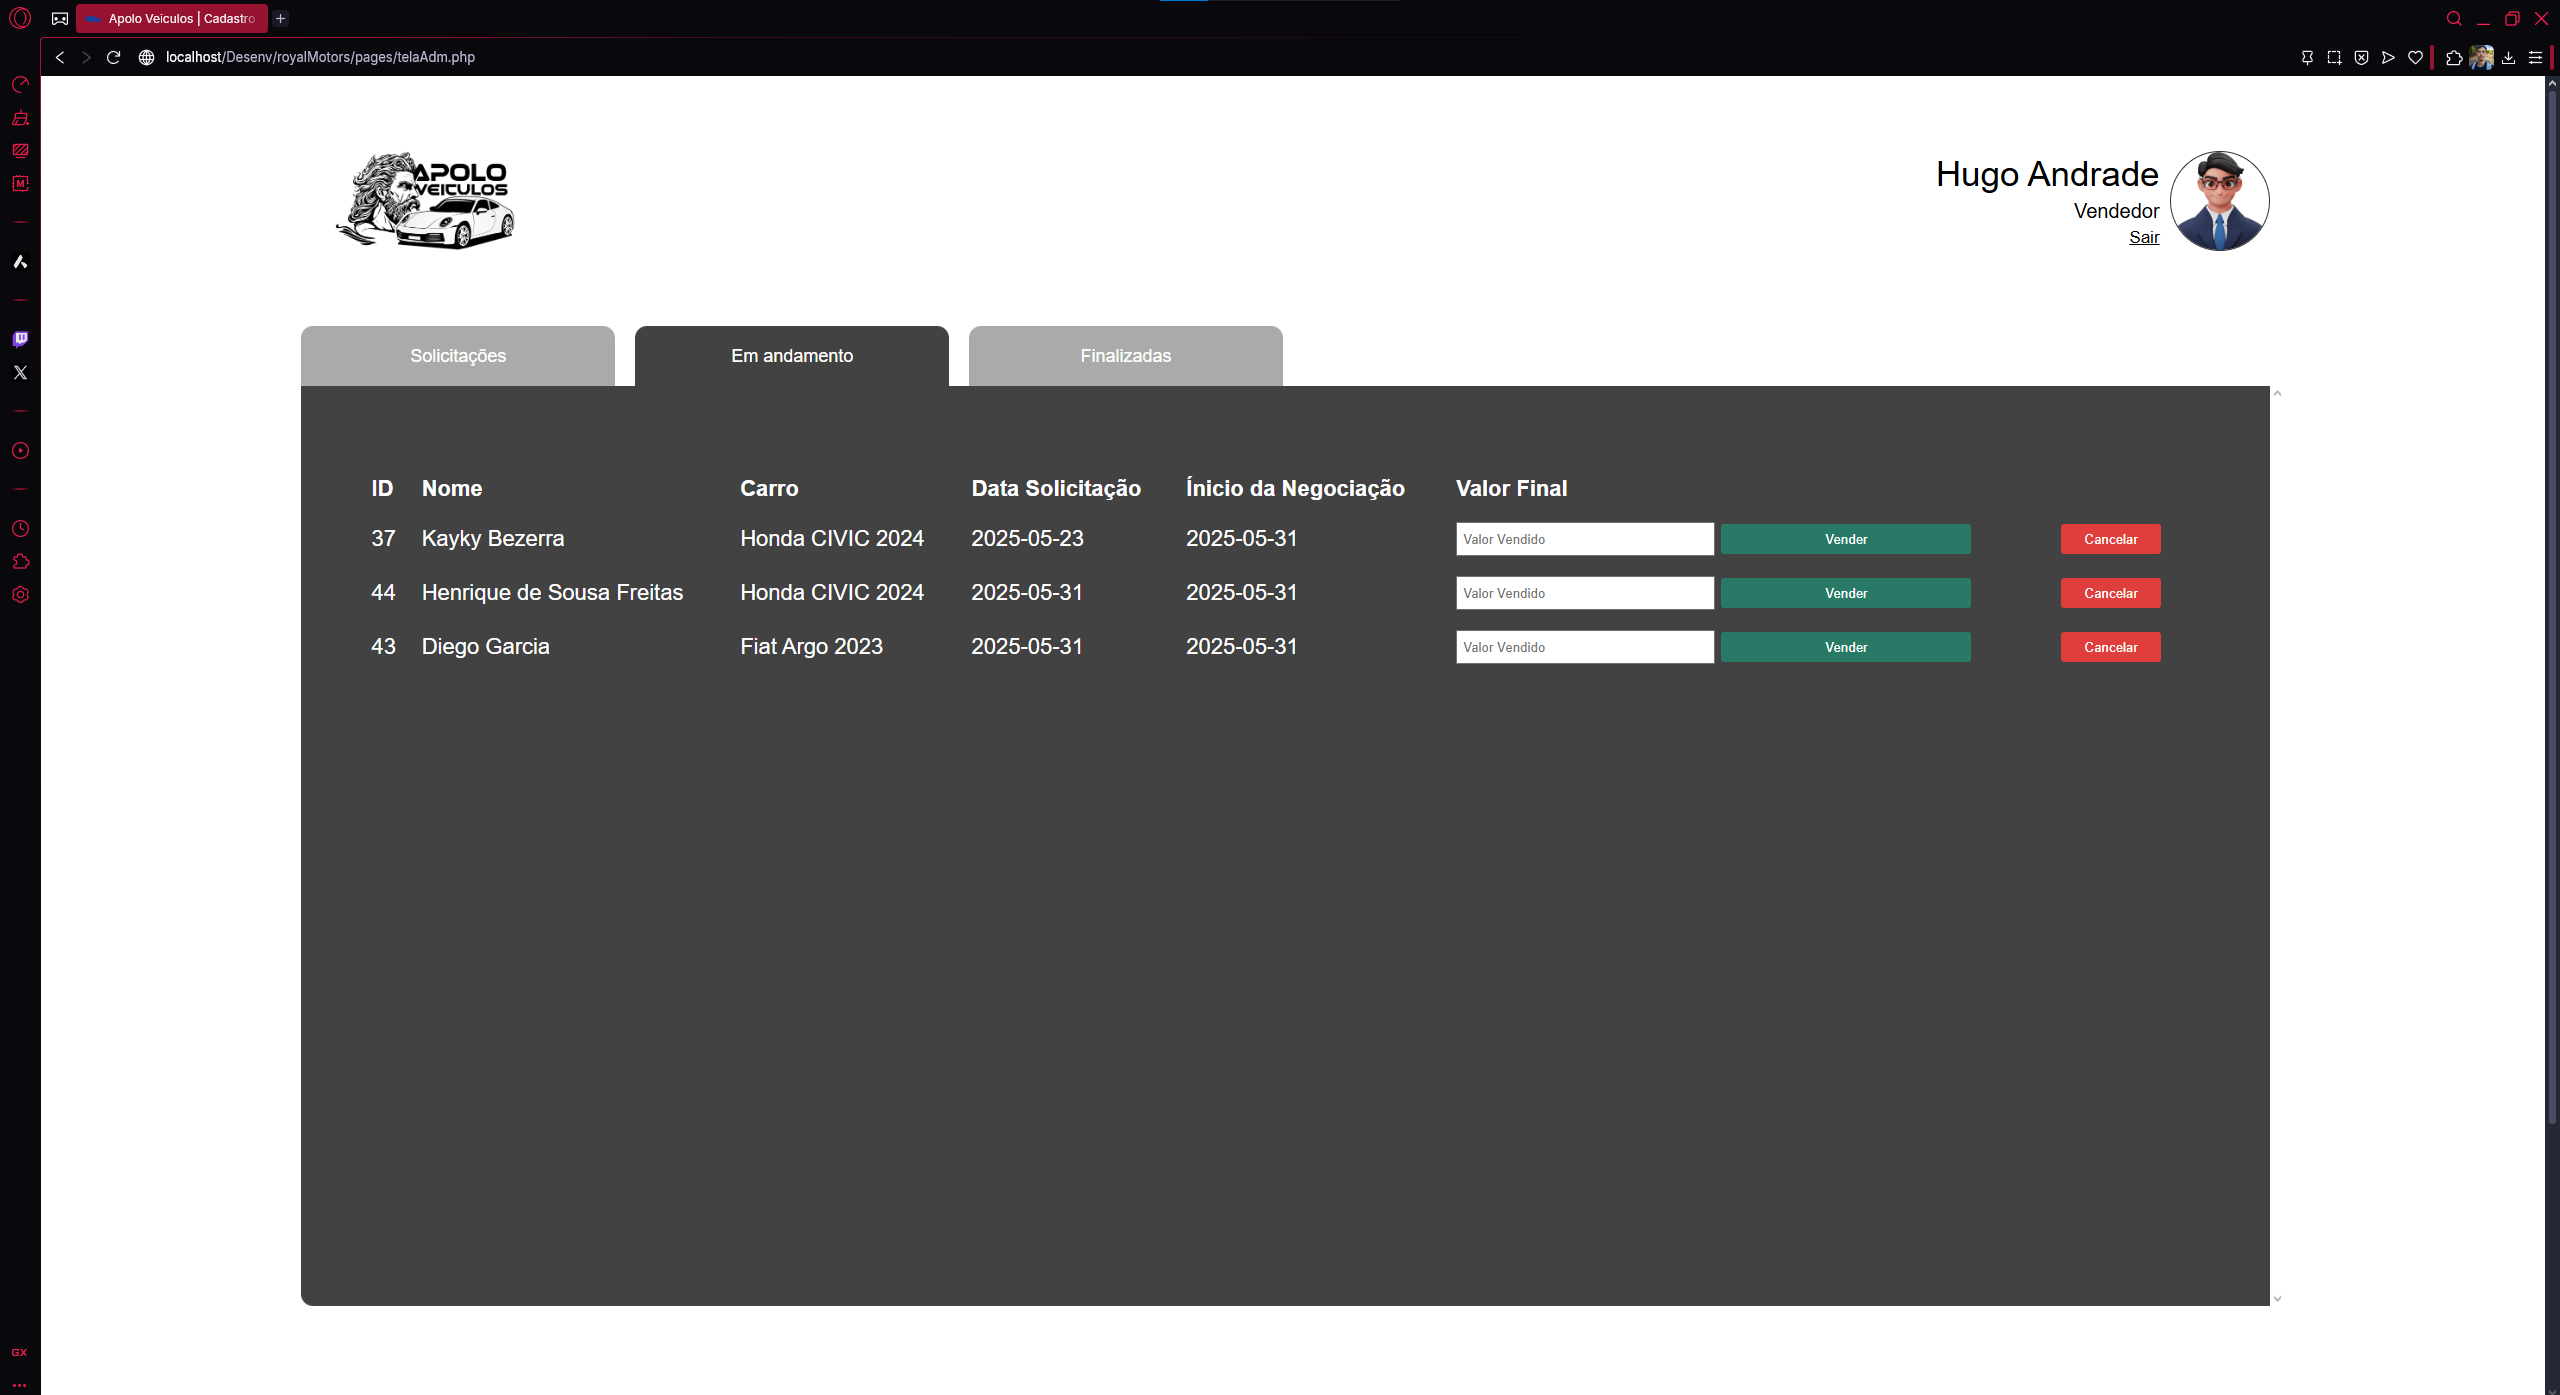 Apolo Veículos | Cadastro
localhost/Desenv/royalMotors/pages/telaAdm.php
APOLO
VEICULOS
Hugo Andrade
Vendedor
Sair
Solicitações
Em andamento
Finalizadas
ID Nome Carro Data Solicitação Ínicio da Negociação Valor Final
37 Kayky Bezerra Honda CIVIC 2024 2025-05-23 2025-05-31 Valor Vendido Vender Cancelar
44 Henrique de Sousa Freitas Honda CIVIC 2024 2025-05-31 2025-05-31 Valor Vendido Vender Cancelar
43 Diego Garcia Fiat Argo 2023 2025-05-31 2025-05-31 Valor Vendido Vender Cancelar
GX